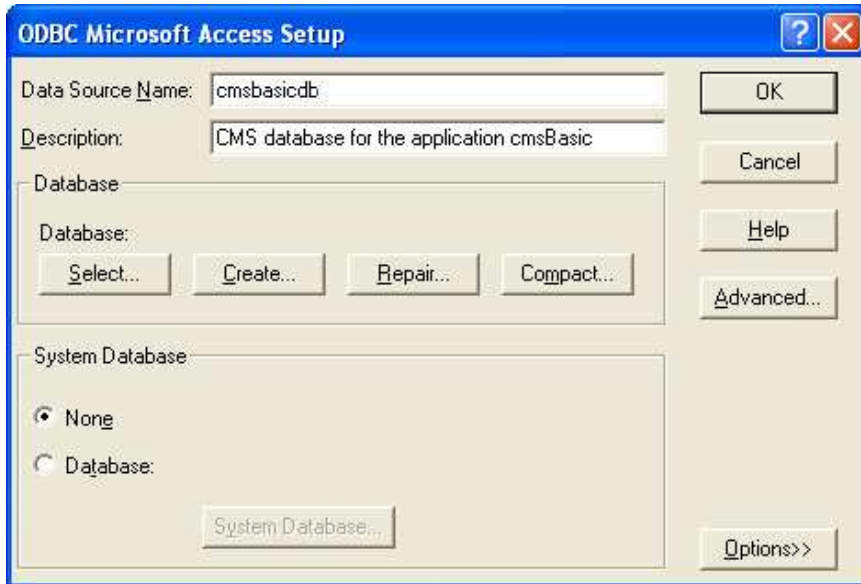 ODBC Microsoft Access Setup
Data Source Name: cmsbasicdb
OK
Description: CMS database for the application cmsBasic
Cancel
Database
Database:
Help
Select... Create... Repair... Compact...
Advanced...
System Database
None
Database:
System Database...
Options>>